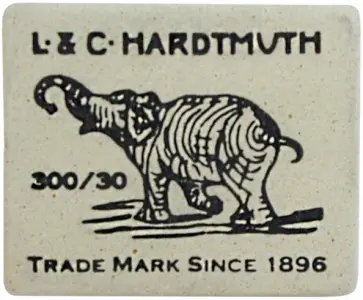 L·& C· HARDTMUTH
300/30
TRADE MARK SINCE 1896